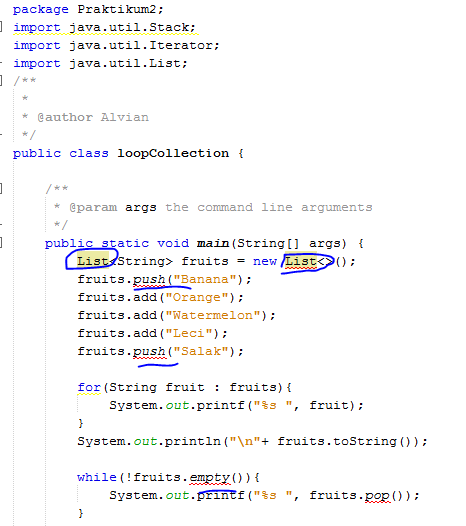 package Praktikum2;
import java.util.Stack;
import java.util.Iterator;
import java.util.List;
/**
 *
 * @author Alvian
 */
public class loopCollection {

    /**
     * @param args the command line arguments
     */
    public static void main(String[] args) {
        List<String> fruits = new List<>();
        fruits.push("Banana");
        fruits.add("Orange");
        fruits.add("Watermelon");
        fruits.add("Leci");
        fruits.push("Salak");

        for(String fruit : fruits){
            System.out.printf("%s ", fruit);
        }
        System.out.println("\n"+ fruits.toString());

        while(!fruits.empty()){
            System.out.printf("%s ", fruits.pop());
        }